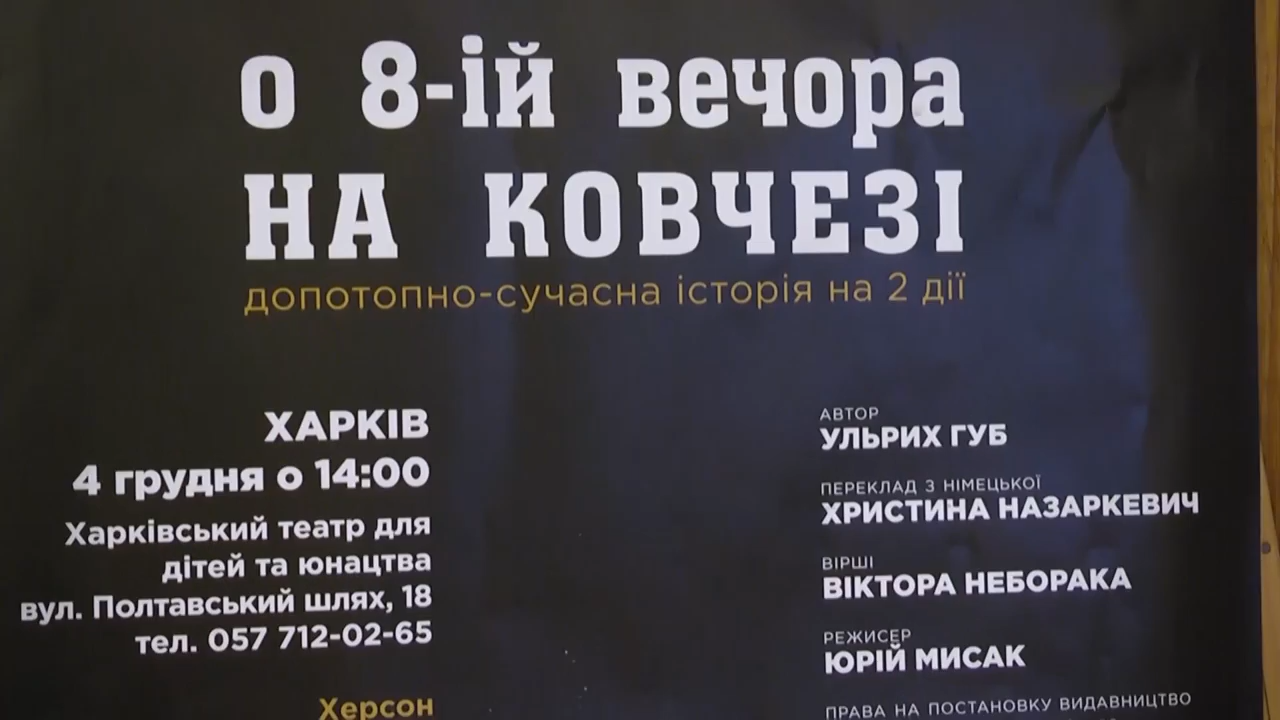 о 8-ій вечора
НА КОВЧЕЗІ
допотопно-сучасна історія на 2 дії
ХАРКІВ
4 грудня о 14:00
Харківський театр для
дітей та юнацтва
вул. Полтавський шлях, 18
тел. 057 712-02-65
Херсон
АВТОР
УЛЬРИХ ГУБ
ПЕРЕКЛАД З НІМЕЦЬКОЇ
ХРИСТИНА НАЗАРКЕВИЧ
ВІРШІ
ВІКТОРА НЕБОРАКА
РЕЖИСЕР
ЮРІЙ МИСАК
ПРАВА НА ПОСТАНОВКУ ВИДАВНИЦТВО